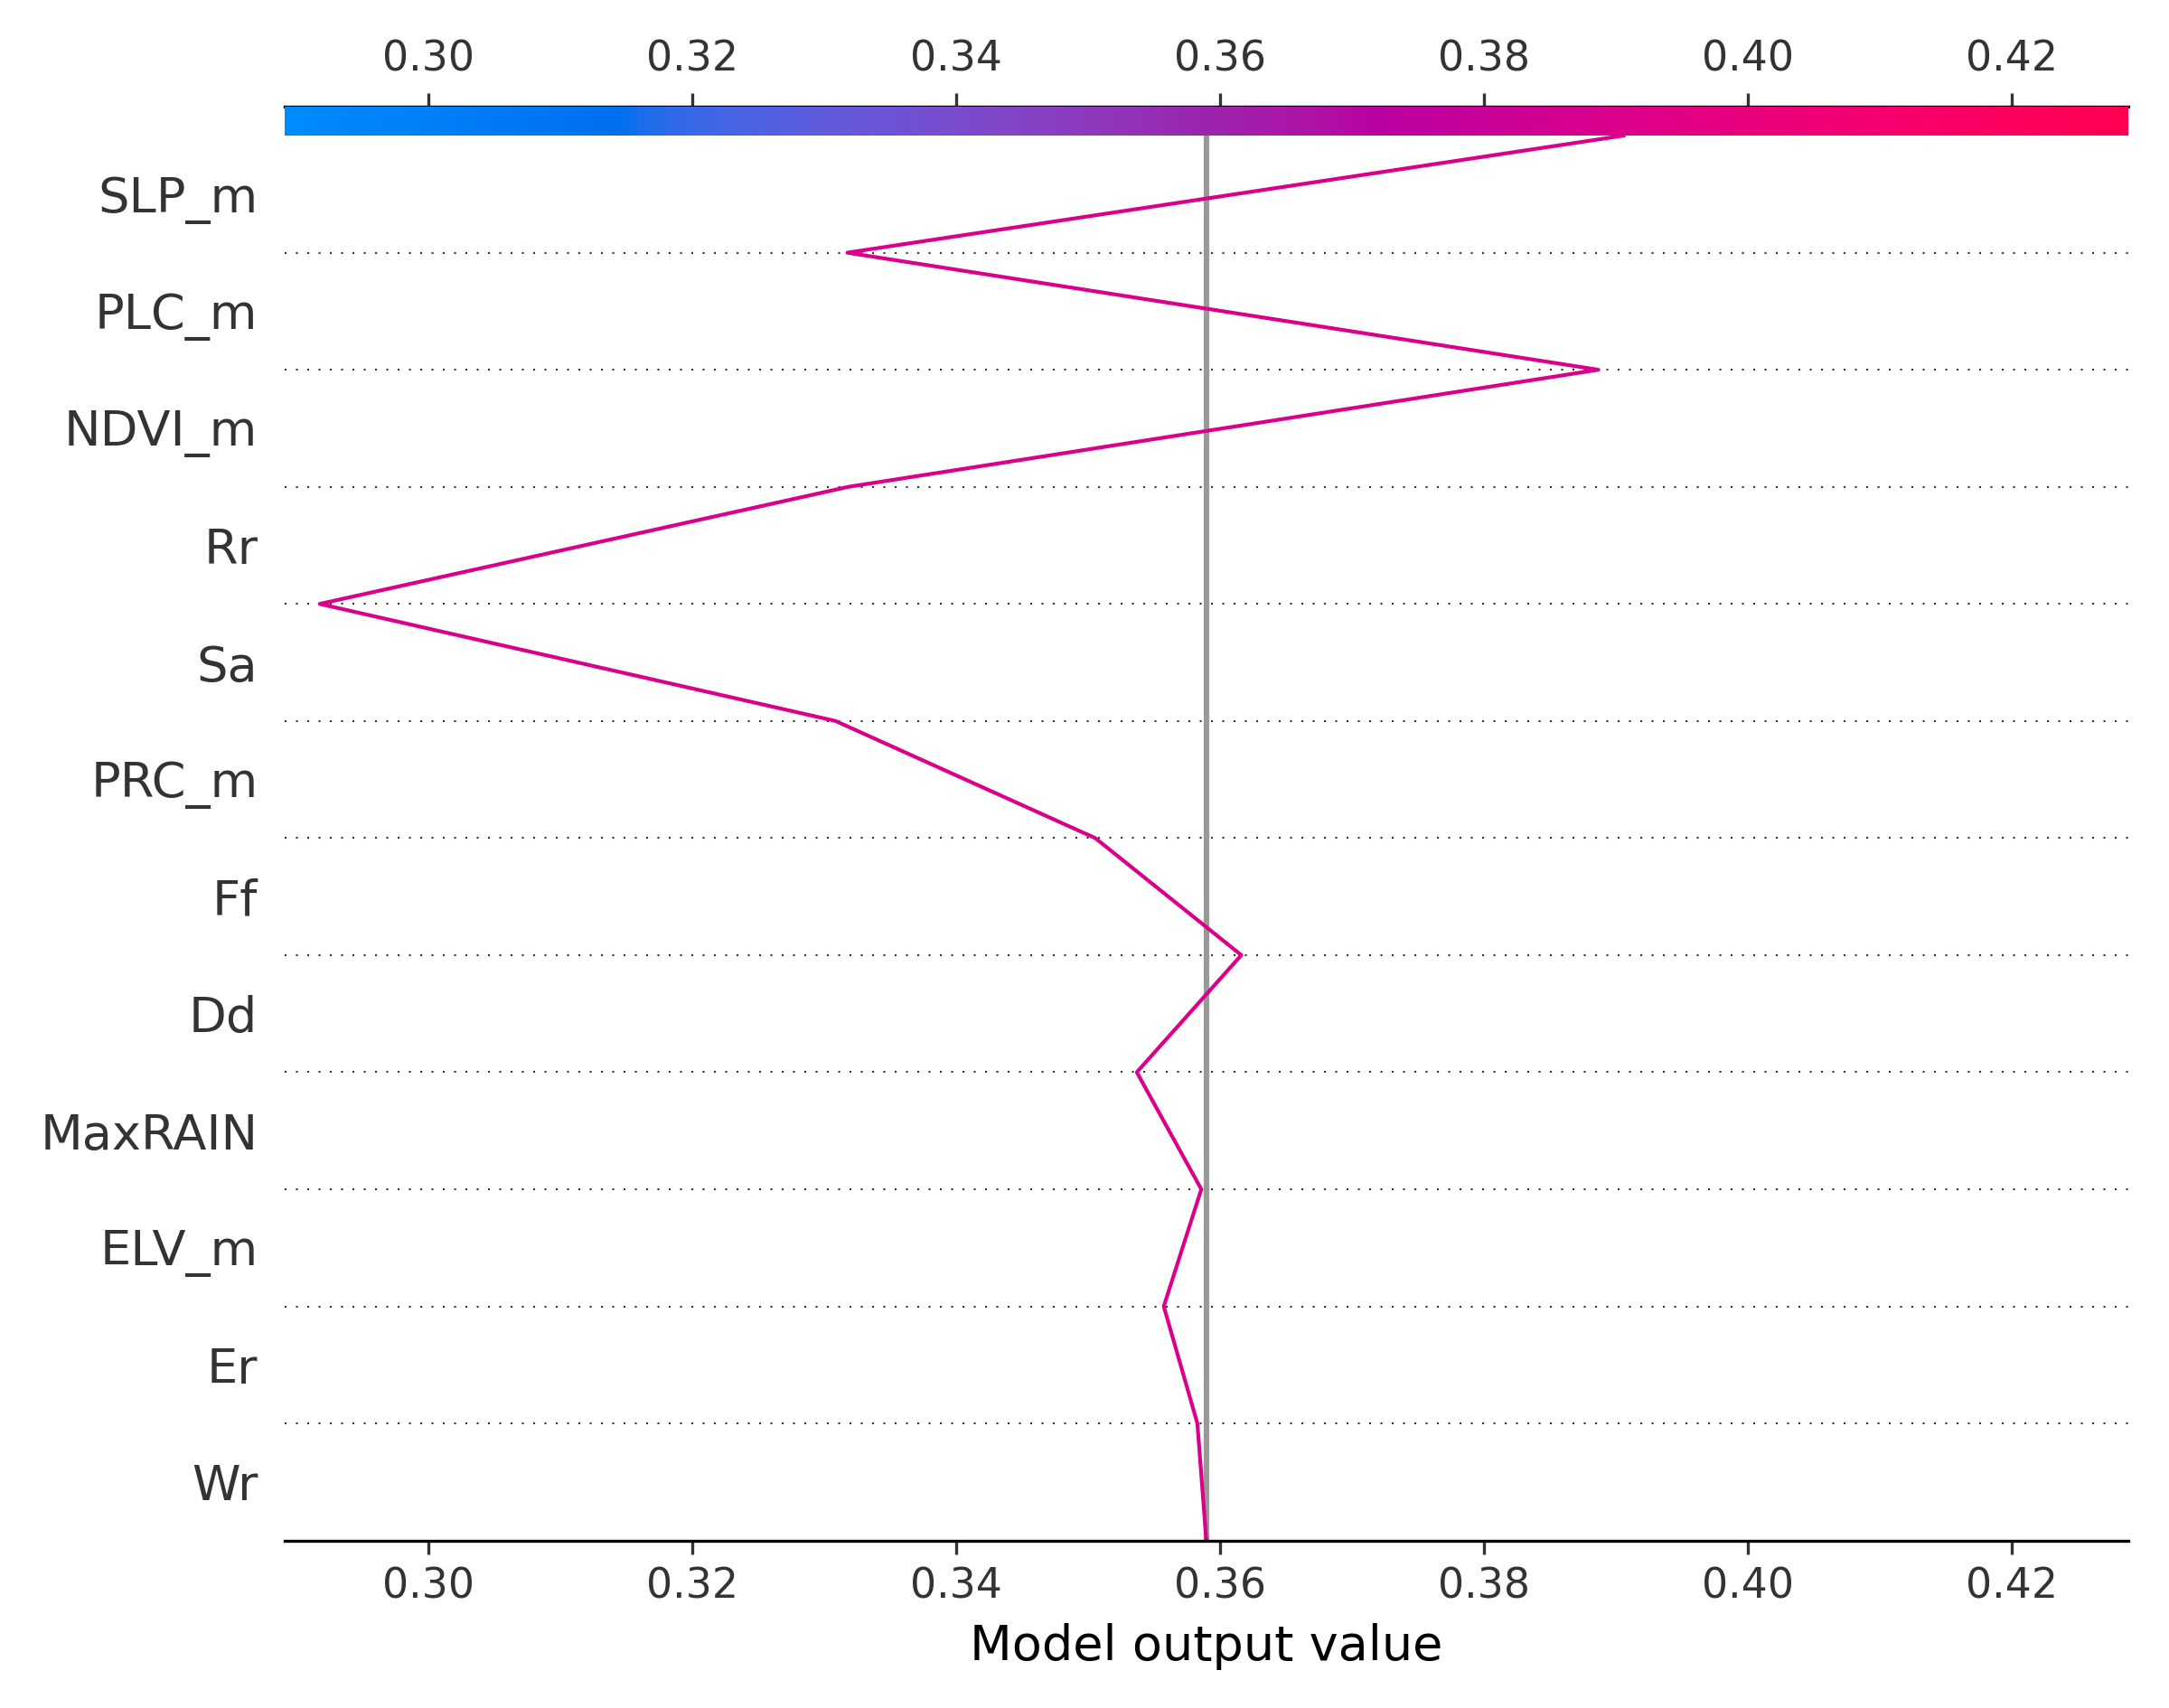 0.30 0.32 0.34 0.36 0.38 0.40 0.42
SLP_m
PLC_m
NDVI_m
Rr
Sa
PRC_m
Ff
Dd
MaxRAIN
ELV_m
Er
Wr
0.30 0.32 0.34 0.36 0.38 0.40 0.42
Model output value